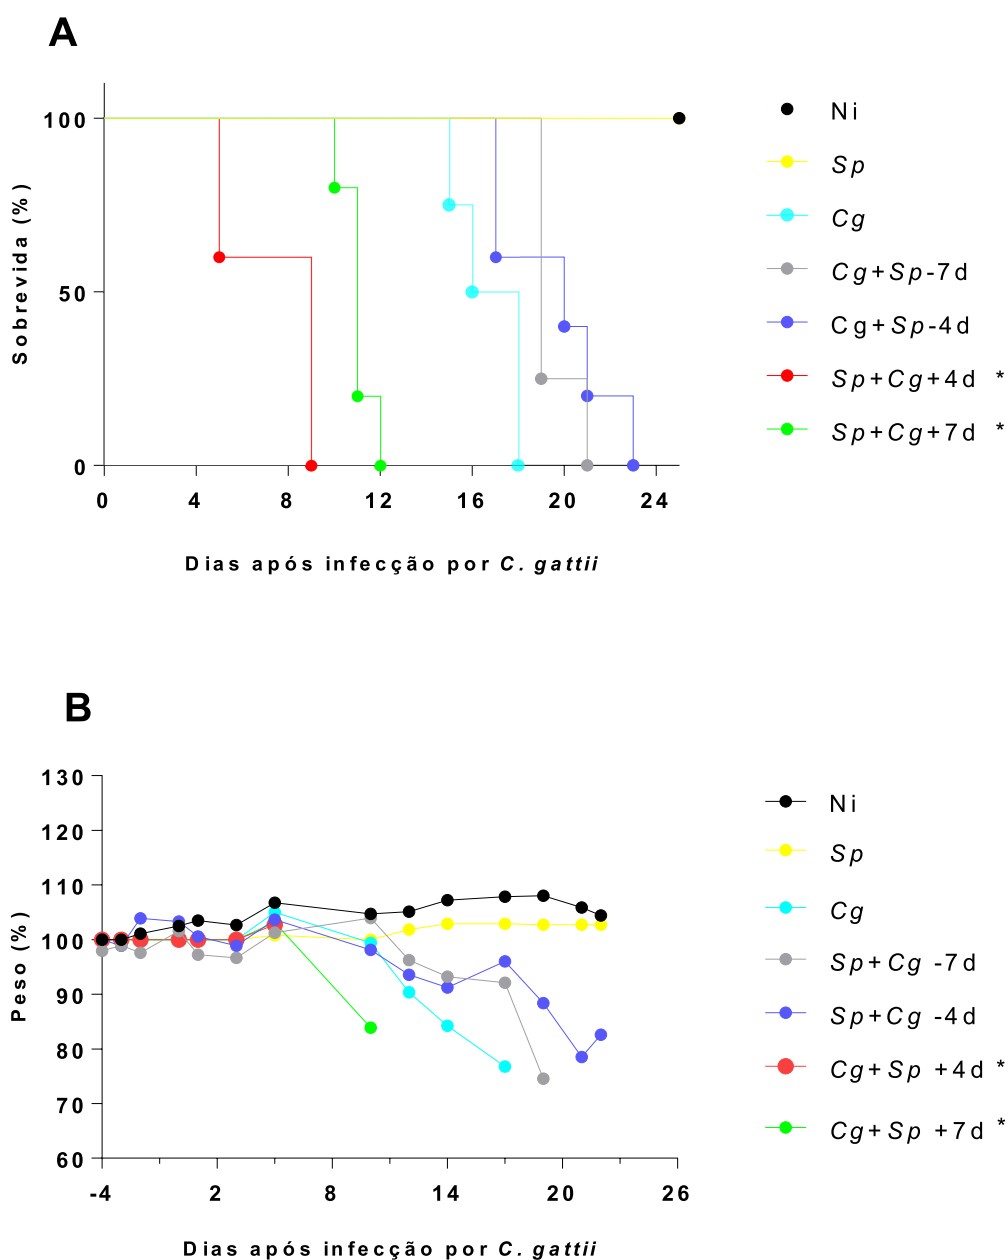 A
100
50
0
Sobrevida (%)
0 4 8 12 16 20 24
Dias após infecção por C. gattii
Ni
Sp
Cg
Cg+Sp-7d
Cg+Sp-4d
Sp+Cg+4d *
Sp+Cg+7d *
B
130
120
110
100
90
80
70
60
Peso (%)
-4 2 8 14 20 26
Dias após infecção por C. gattii
Ni
Sp
Cg
Sp+Cg -7d
Sp+Cg -4d
Cg+Sp +4d *
Cg+Sp +7d *